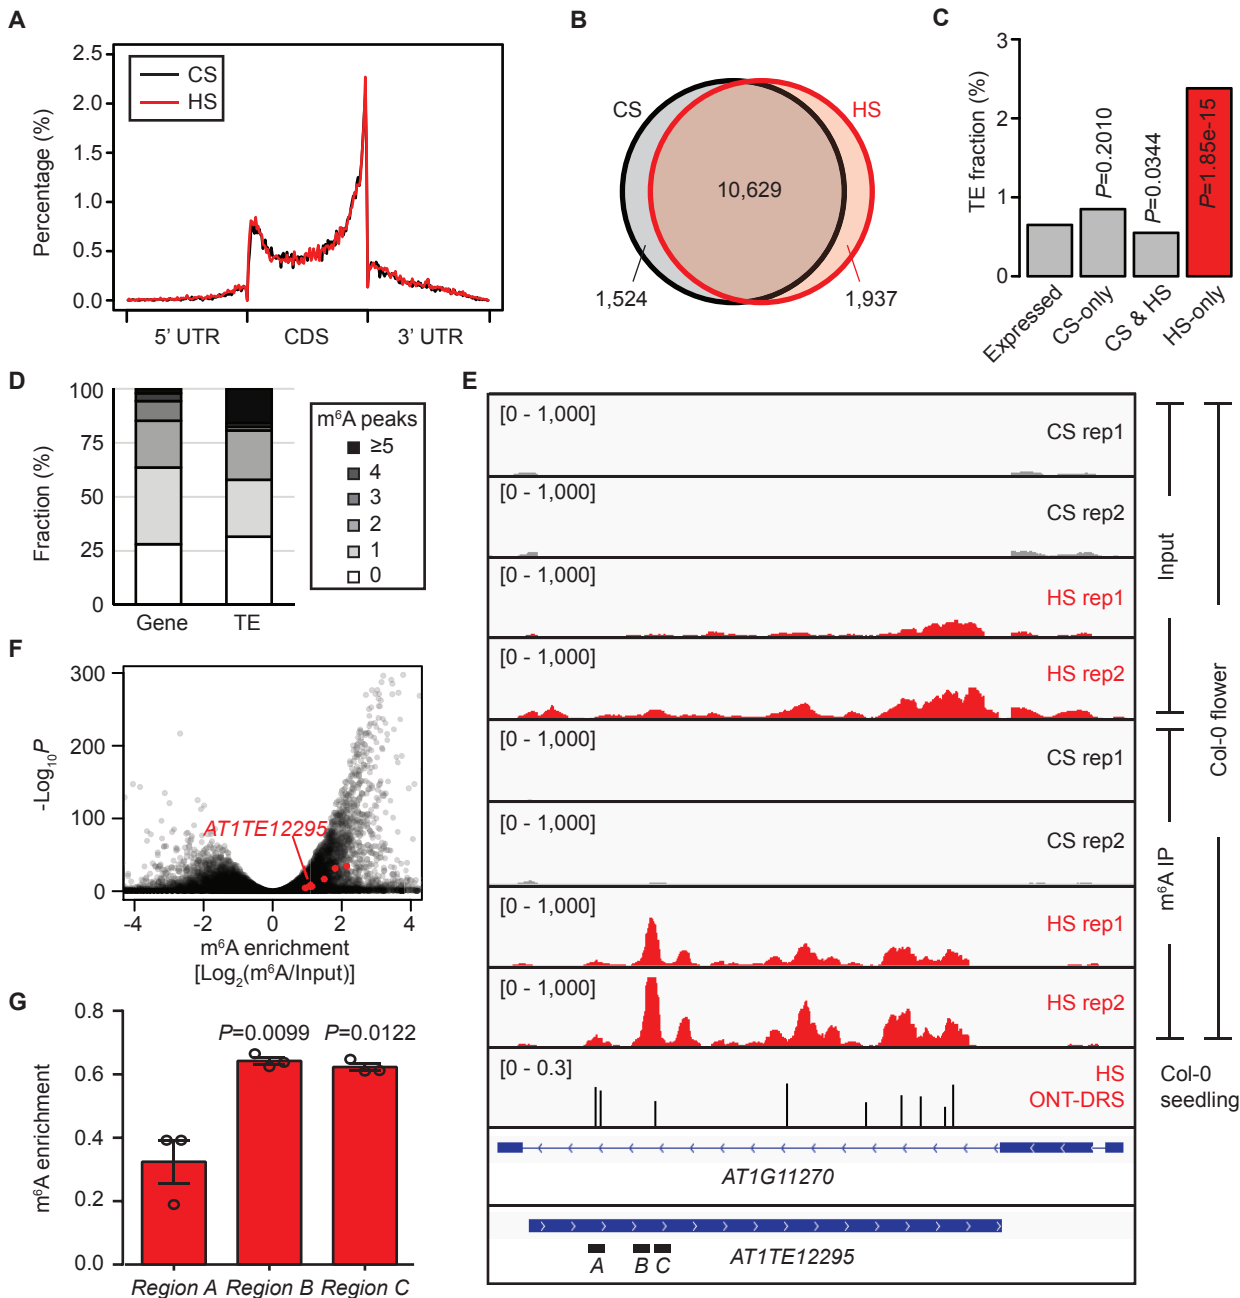 A
2.5
2.0
1.5
1.0
0.5
0.0
Percentage (%)
CS
HS
5' UTR
CDS
3' UTR
B
CS
HS
10,629
1,524
1,937
C
3
2
1
0
TE fraction (%)
P=0.2010
P=0.0344
P=1.85e-15
Expressed
CS-only
CS & HS
HS-only
D
100
75
50
25
0
Fraction (%)
Gene
TE
m⁶A peaks
≥5
4
3
2
1
0
E
[0 - 1,000]
CS rep1
[0 - 1,000]
CS rep2
[0 - 1,000]
HS rep1
[0 - 1,000]
HS rep2
[0 - 1,000]
CS rep1
[0 - 1,000]
CS rep2
[0 - 1,000]
HS rep1
[0 - 1,000]
HS rep2
[0 - 0.3]
HS
ONT-DRS
Input
m⁶A IP
Col-0 flower
Col-0
seedling
AT1G11270
AT1TE12295
A
B
C
F
300
200
100
0
-Log₁₀P
AT1TE12295
-4
-2
0
2
4
m⁶A enrichment
[Log₂(m⁶A/Input)]
G
0.8
0.6
0.4
0.2
0.0
m⁶A enrichment
P=0.0099
P=0.0122
Region A
Region B
Region C